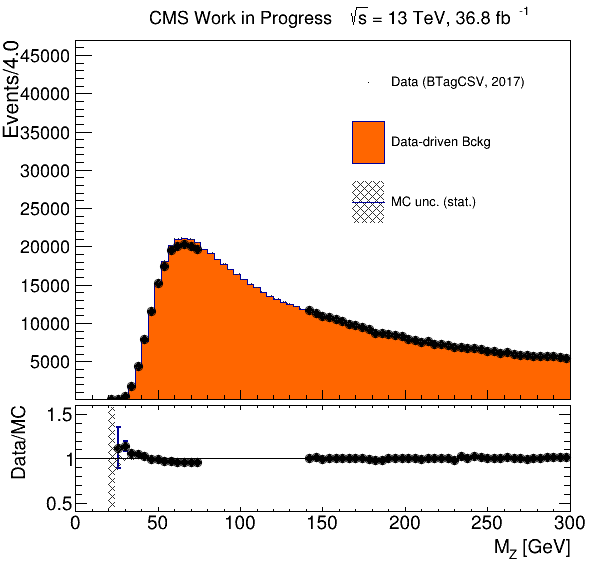 CMS Work in Progress √s = 13 TeV, 36.8 fb⁻¹
Events/4.0
45000
40000
35000
30000
25000
20000
15000
10000
5000
Data (BTagCSV, 2017)
Data-driven Bckg
MC unc. (stat.)
Data/MC
1.5
1
0.5
0 50 100 150 200 250 300
M_Z [GeV]